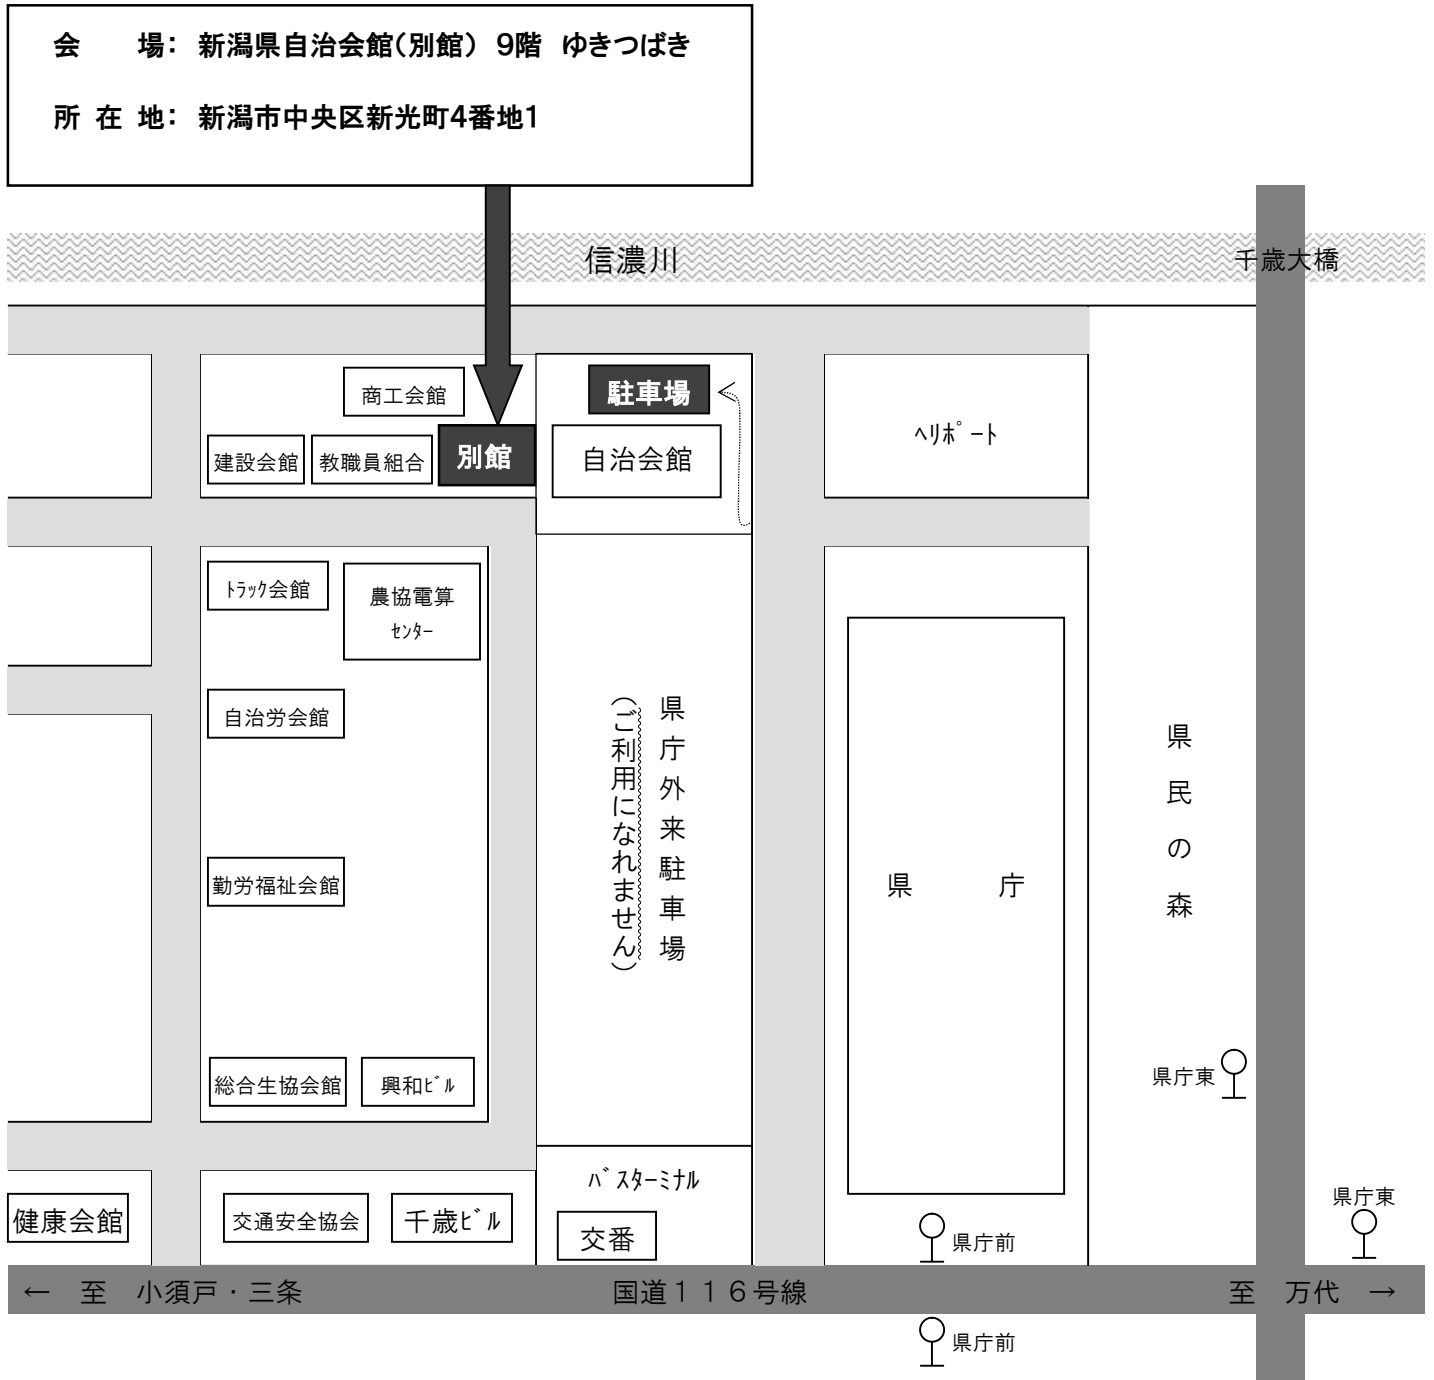 会　　場： 新潟県自治会館（別館） 9階 ゆきつばき
所 在 地： 新潟市中央区新光町4番地1
信濃川
千歳大橋
商工会館
駐車場
ﾍﾘﾎﾟｰﾄ
建設会館
教職員組合
別館
自治会館
ﾄﾗｯｸ会館
農協電算
ｾﾝﾀｰ
自治労会館
県庁外来駐車場
（ご利用になれません）
県民の森
勤労福祉会館
県　　庁
総合生協会館
興和ﾋﾞﾙ
県庁東
ﾊﾞｽﾀｰﾐﾅﾙ
県庁東
健康会館
交通安全協会
千歳ﾋﾞﾙ
交番
県庁前
← 至 小須戸・三条
国道１１６号線
至 万代 →
県庁前